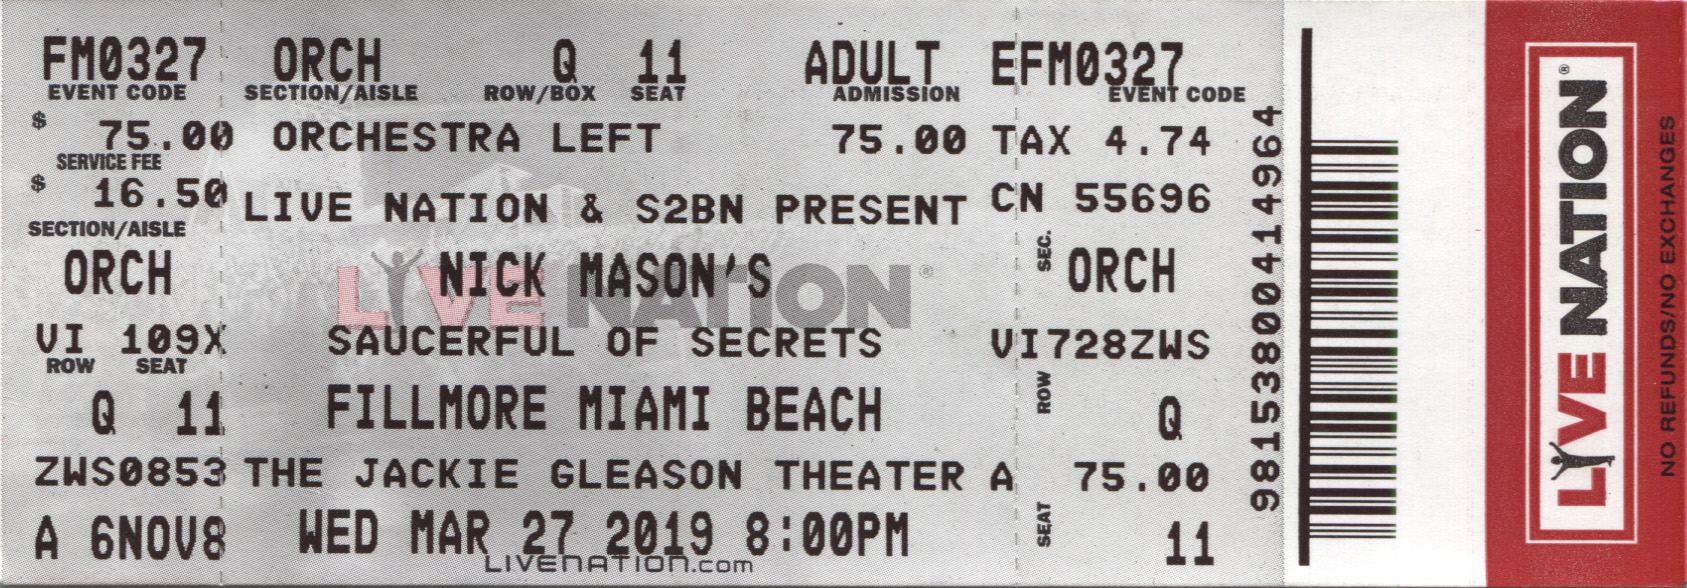 FM0327 ORCH Q 11 ADULT EFM0327
EVENT CODE SECTION/AISLE ROW/BOX SEAT ADMISSION EVENT CODE
$ 75.00 ORCHESTRA LEFT 75.00 TAX 4.74
SERVICE FEE
$ 16.50 LIVE NATION & S2BN PRESENT CN 55696
SECTION/AISLE
ORCH NICK MASON'S SEC. ORCH
LIVE NATION®
VI 109X SAUCERFUL OF SECRETS VI728ZWS
ROW SEAT
Q 11 FILLMORE MIAMI BEACH ROW Q
ZWS0853 THE JACKIE GLEASON THEATER A 75.00
A 6NOV8 WED MAR 27 2019 8:00PM SEAT 11
LIVENATION.com
98153800414964
LIVE NATION®
NO REFUNDS/NO EXCHANGES